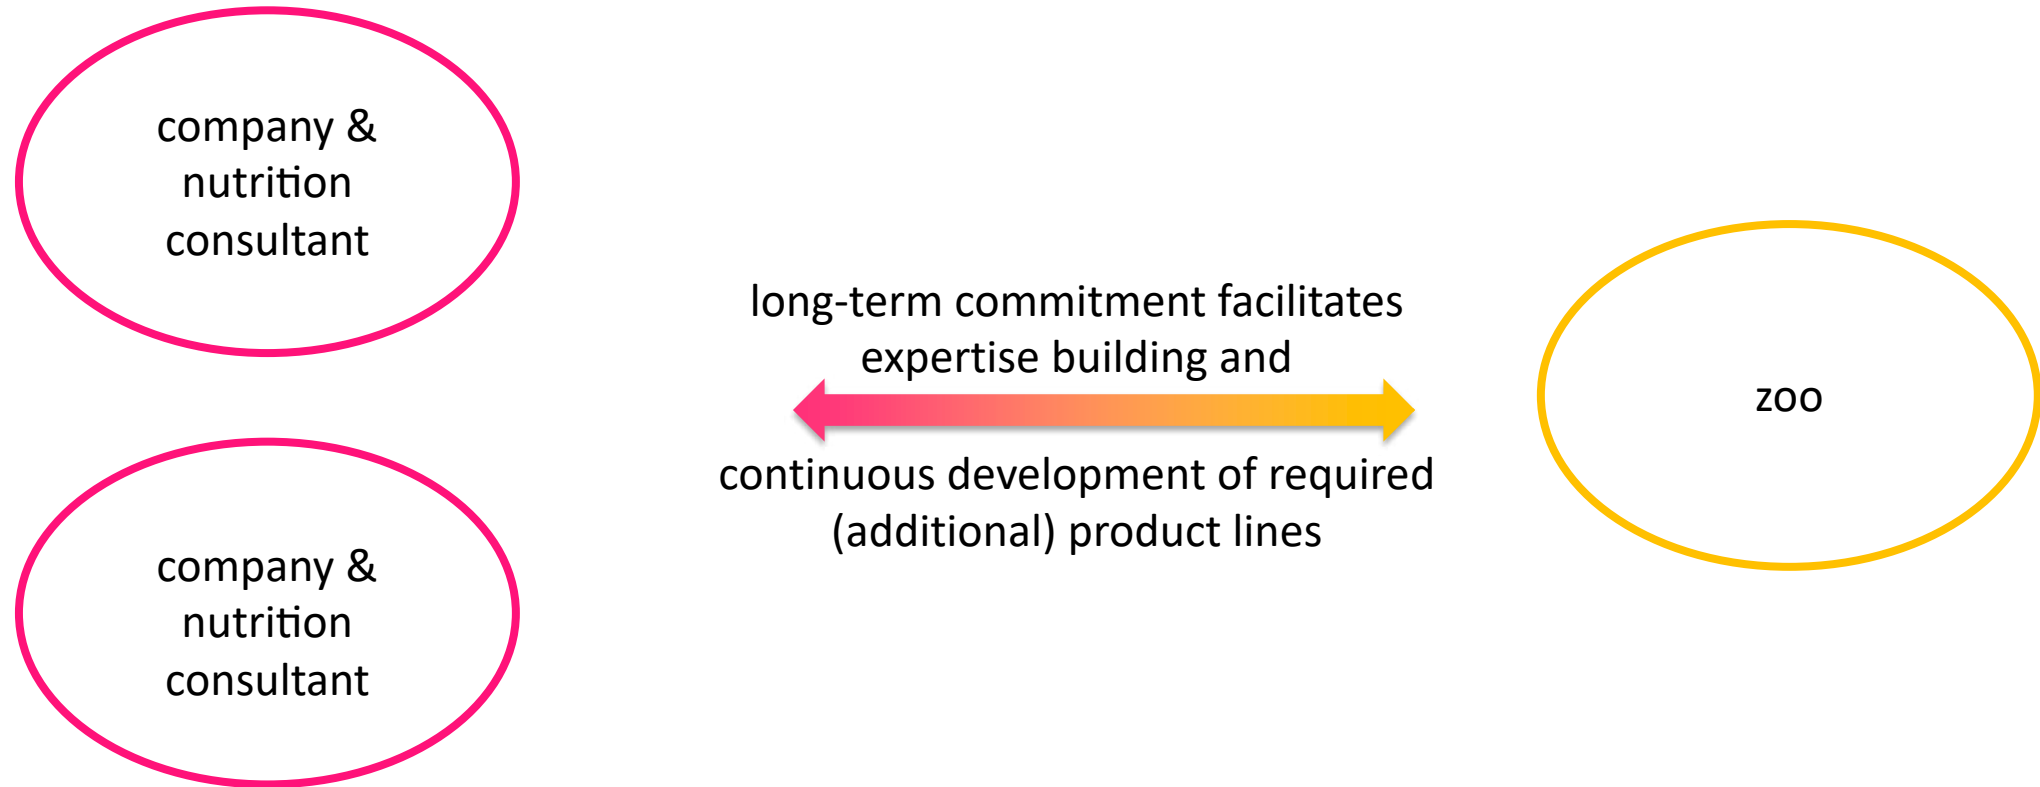 company &
nutrition
consultant
long-term commitment facilitates
expertise building and
continuous development of required
(additional) product lines
zoo
company &
nutrition
consultant